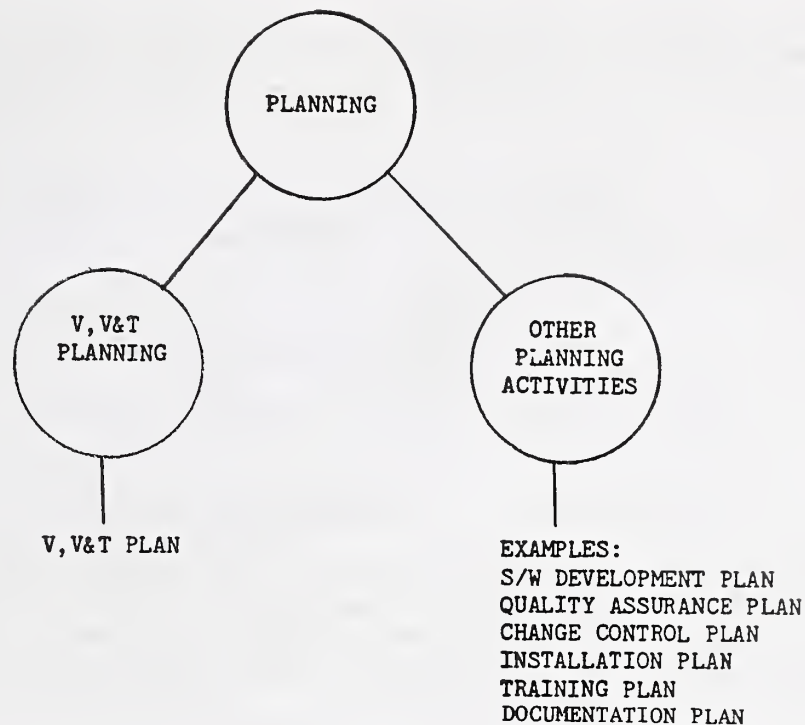 PLANNING
V,V&T
PLANNING
OTHER
PLANNING
ACTIVITIES
V,V&T PLAN
EXAMPLES:
S/W DEVELOPMENT PLAN
QUALITY ASSURANCE PLAN
CHANGE CONTROL PLAN
INSTALLATION PLAN
TRAINING PLAN
DOCUMENTATION PLAN